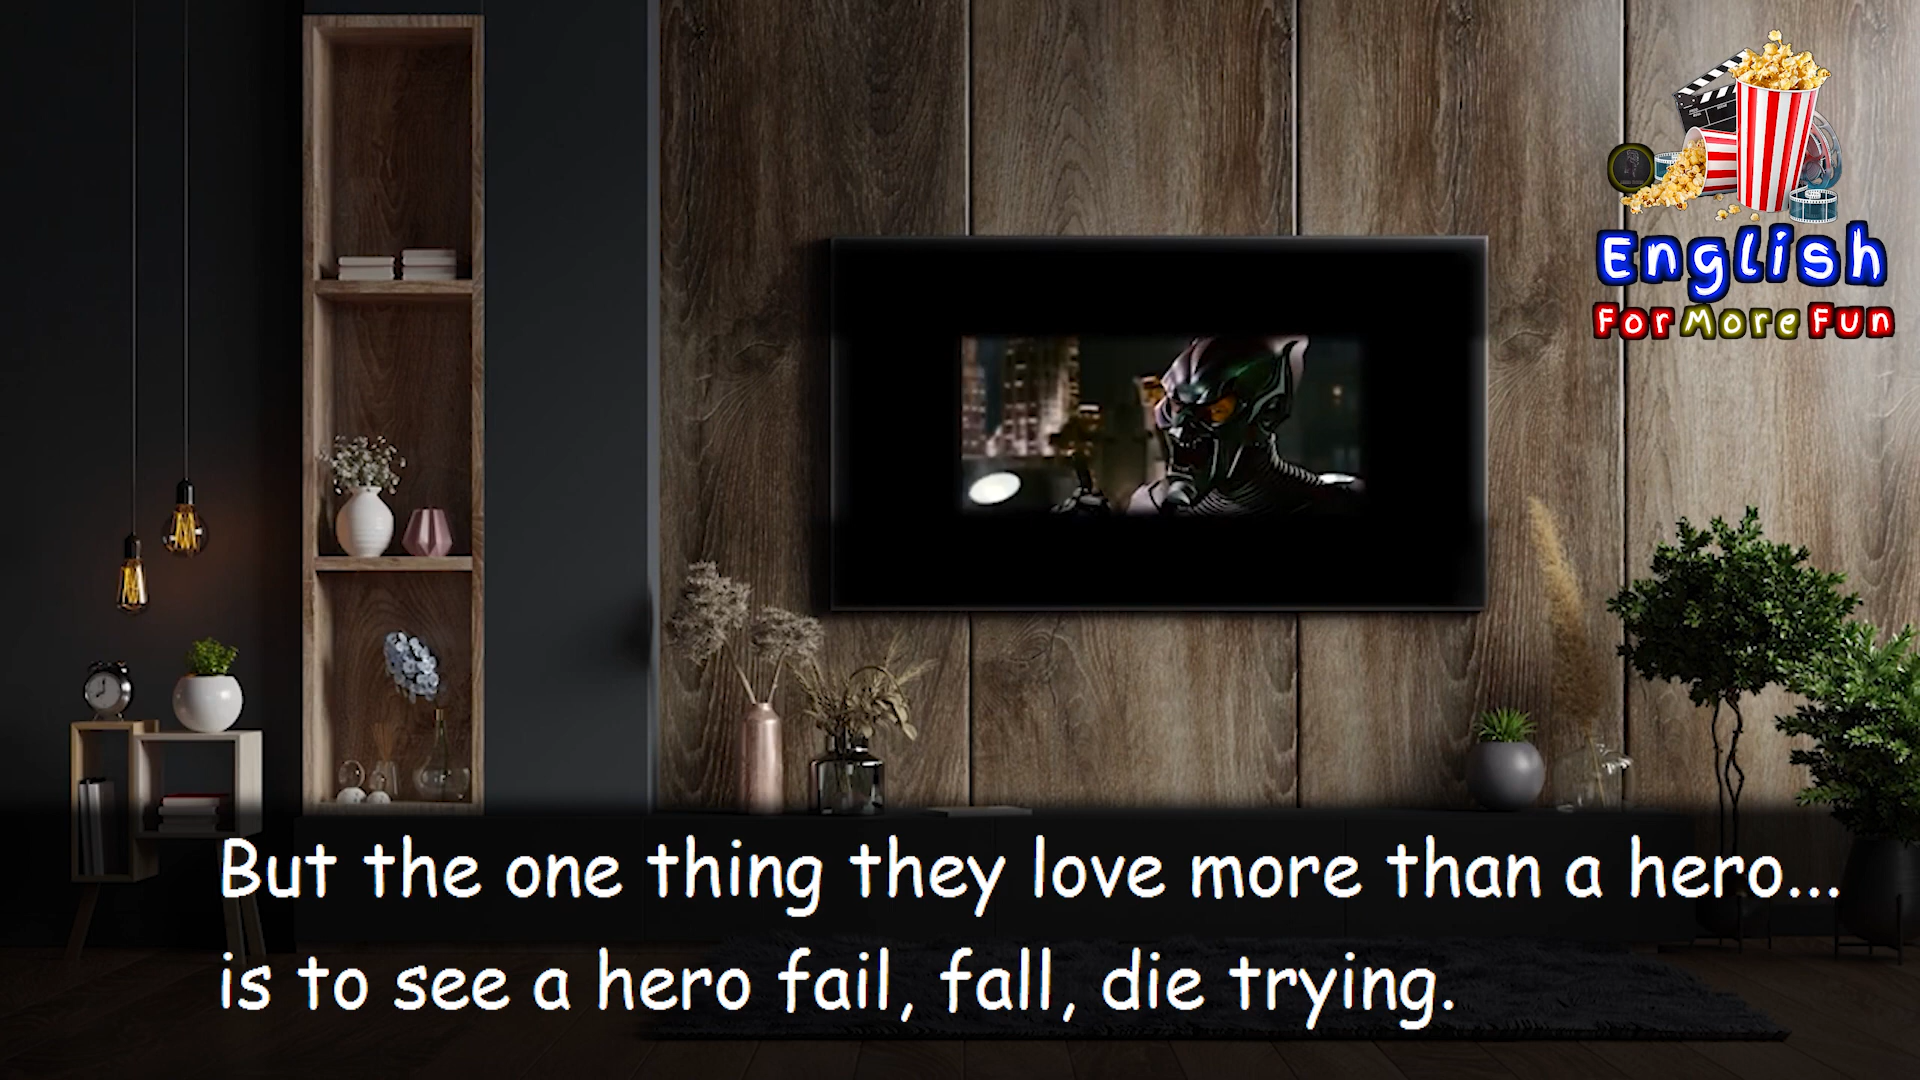 English
For More Fun
But the one thing they love more than a hero...
is to see a hero fail, fall, die trying.